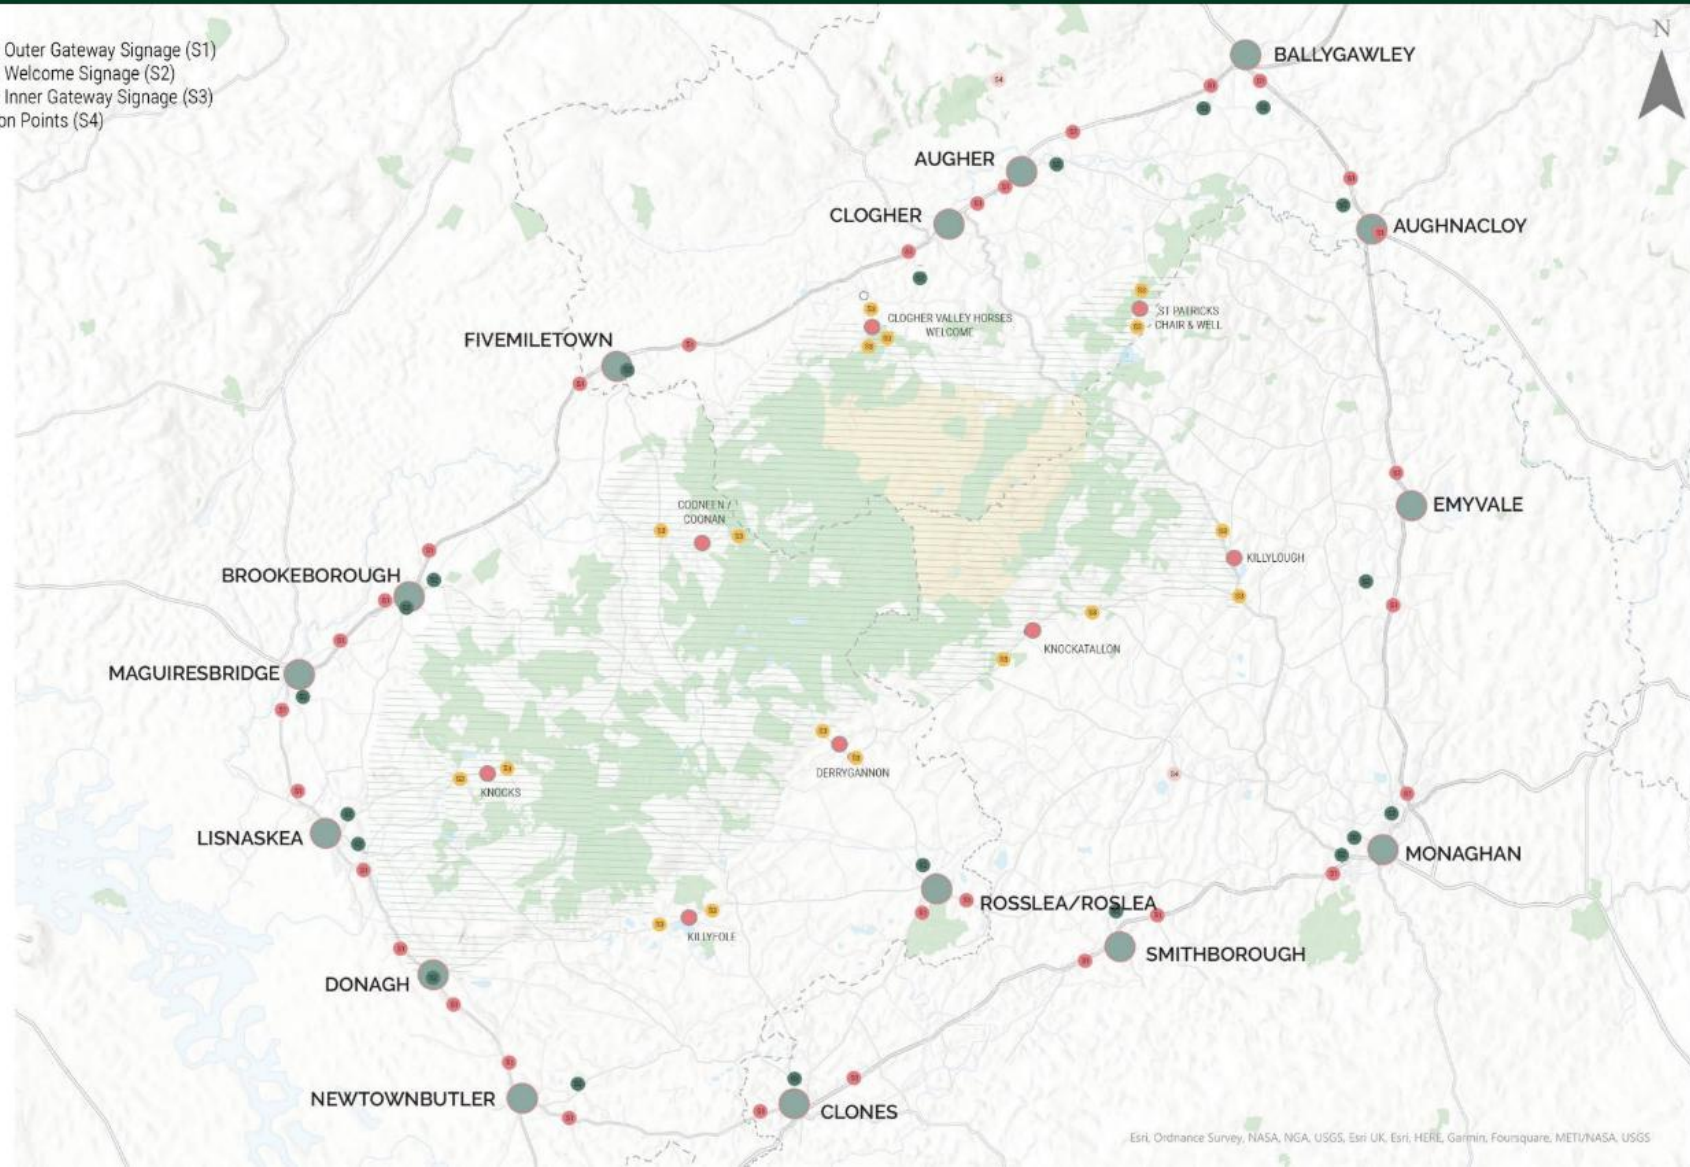 Outer Gateway Signage (S1)
Welcome Signage (S2)
Inner Gateway Signage (S3)
on Points (S4)
N
BALLYGAWLEY
S4
AUGHER
CLOGHER
AUGHNACLOY
ST PATRICKS
CHAIR & WELL
CLOGHER VALLEY HORSES
WELCOME
FIVEMILETOWN
COONEEN /
COONAN
EMYVALE
KILLYLOUGH
BROOKEBOROUGH
KNOCKATALLON
MAGUIRESBRIDGE
DERRYGANNON
S4
KNOCKS
LISNASKEA
MONAGHAN
ROSSLEA/ROSLEA
KILLYFOLE
SMITHBOROUGH
DONAGH
NEWTOWNBUTLER
CLONES
Esri, Ordnance Survey, NASA, NGA, USGS, Esri UK, Esri, HERE, Garmin, Foursquare, METI/NASA, USGS